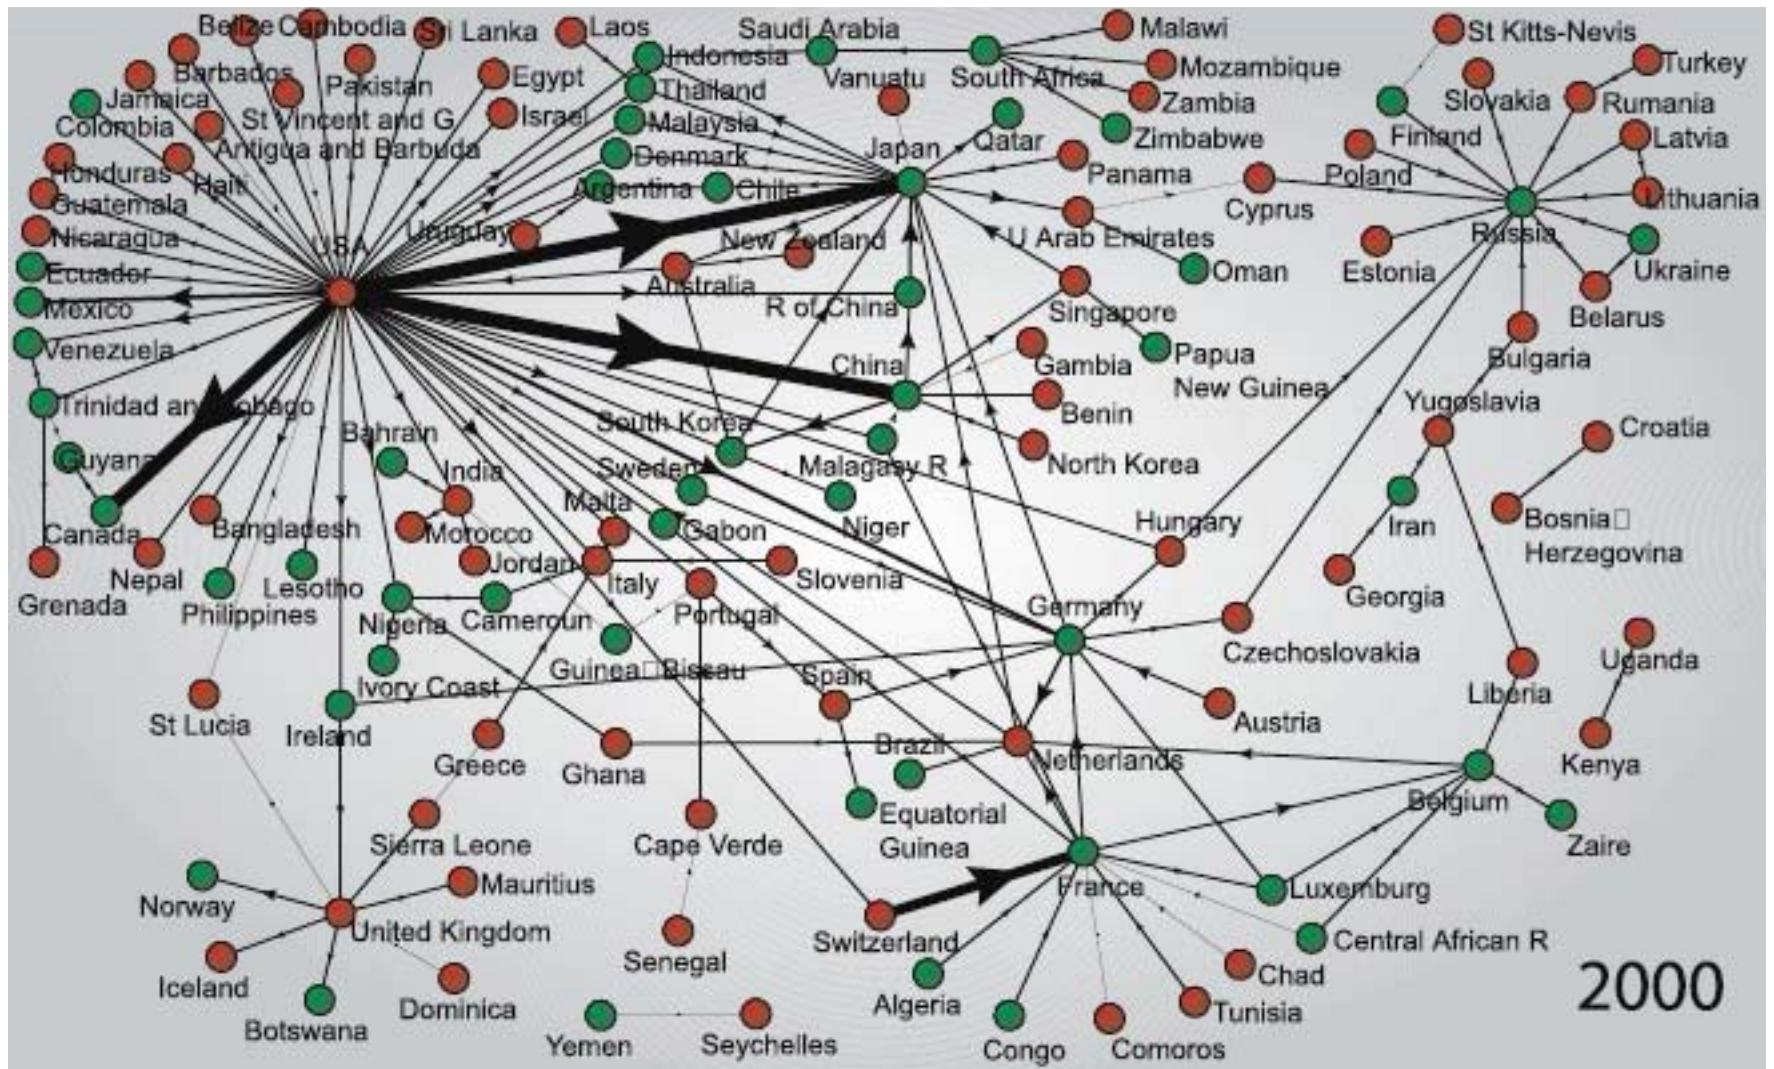 Belize
Cambodia
Sri Lanka
Laos
Saudi Arabia
Malawi
St Kitts-Nevis
Indonesia
Barbados
Pakistan
Egypt
Vanuatu
South Africa
Mozambique
Slovakia
Turkey
Jamaica
St Vincent and G
Israel
Thailand
Zambia
Rumania
Colombia
Malaysia
Qatar
Zimbabwe
Finland
Latvia
Antigua and Barbuda
Denmark
Japan
Honduras
Haiti
Argentina
Chile
Panama
Poland
Guatemala
Cyprus
Lithuania
Nicaragua
USA
Uruguay
New Zealand
U Arab Emirates
Russia
Ecuador
Australia
Oman
Estonia
Ukraine
Mexico
R of China
Singapore
Belarus
Venezuela
China
Gambia
Papua
New Guinea
Bulgaria
Trinidad and Tobago
South Korea
Benin
Yugoslavia
Croatia
Bahrain
Guyana
India
Sweden
Malagasy R
North Korea
Malta
Canada
Bangladesh
Morocco
Gabon
Niger
Hungary
Iran
Bosnia□
Herzegovina
Nepal
Lesotho
Jordan
Italy
Slovenia
Grenada
Philippines
Nigeria
Cameroun
Portugal
Germany
Georgia
Guinea□Bissau
Czechoslovakia
Uganda
Ivory Coast
Spain
St Lucia
Ireland
Liberia
Austria
Greece
Ghana
Brazil
Netherlands
Kenya
Belgium
Sierra Leone
Cape Verde
Equatorial
Guinea
Zaire
Norway
Mauritius
France
Luxemburg
United Kingdom
Senegal
Switzerland
Central African R
Iceland
Dominica
Algeria
Chad
Botswana
Tunisia
Yemen
Seychelles
Congo
Comoros
2000